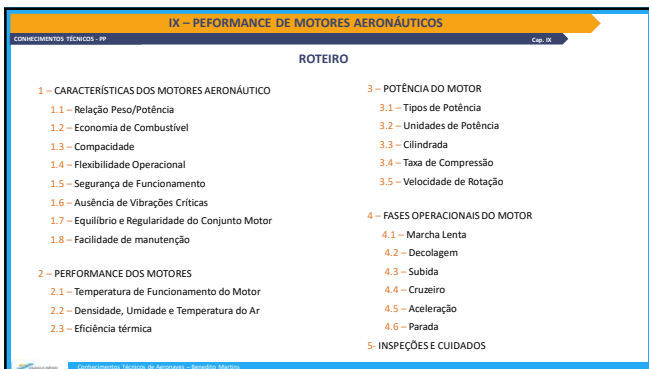 IX – PEFORMANCE DE MOTORES AERONÁUTICOS
CONHECIMENTOS TÉCNICOS - PP
Cap. IX
ROTEIRO
1 – CARACTERÍSTICAS DOS MOTORES AERONÁUTICO
1.1 – Relação Peso/Potência
1.2 – Economia de Combustível
1.3 – Compacidade
1.4 – Flexibilidade Operacional
1.5 – Segurança de Funcionamento
1.6 – Ausência de Vibrações Críticas
1.7 – Equilíbrio e Regularidade do Conjunto Motor
1.8 – Facilidade de manutenção
2 – PERFORMANCE DOS MOTORES
2.1 – Temperatura de Funcionamento do Motor
2.2 – Densidade, Umidade e Temperatura do Ar
2.3 – Eficiência térmica
3 – POTÊNCIA DO MOTOR
3.1 – Tipos de Potência
3.2 – Unidades de Potência
3.3 – Cilindrada
3.4 – Taxa de Compressão
3.5 – Velocidade de Rotação
4 – FASES OPERACIONAIS DO MOTOR
4.1 – Marcha Lenta
4.2 – Decolagem
4.3 – Subida
4.4 – Cruzeiro
4.5 – Aceleração
4.6 – Parada
5- INSPEÇÕES E CUIDADOS
Conhecimentos Técnicos de Aeronaves – Benedito Martins